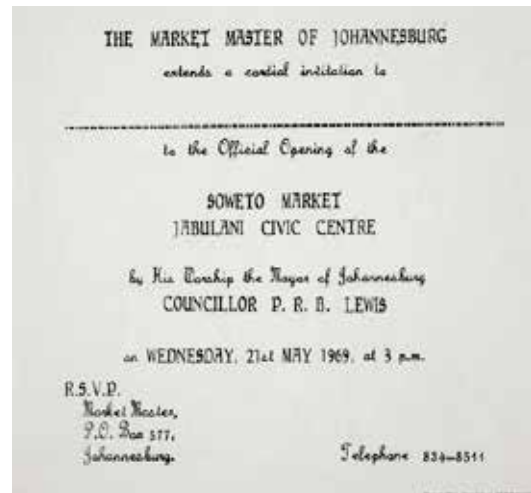 THE MARKET MASTER OF JOHANNESBURG
extends a cordial invitation to
to the Official Opening of the
SOWETO MARKET
JABULANI CIVIC CENTRE
by His Worship the Mayor of Johannesburg
COUNCILLOR P. R. B. LEWIS
on WEDNESDAY, 21st MAY 1969, at 3 p.m.
R.S.V.P.
Market Master,
P.O. Box 577,
Johannesburg.
Telephone 834-8511